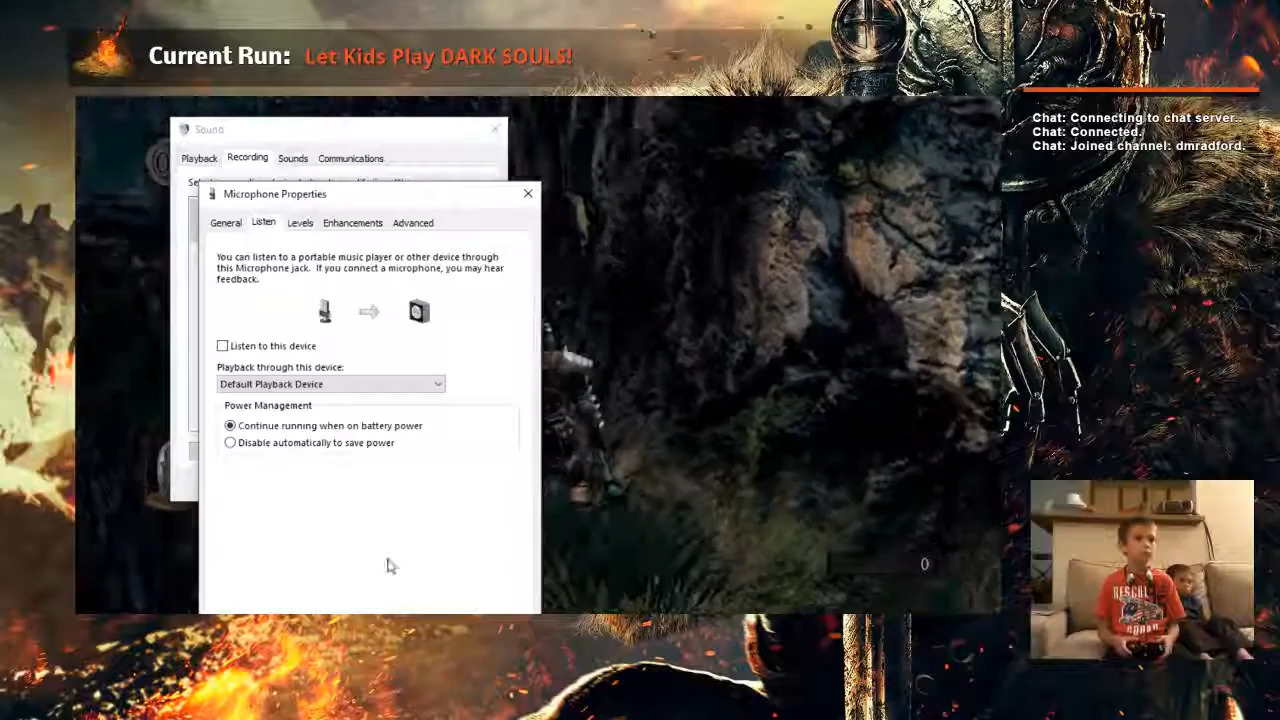 Current Run: Let Kids Play DARK SOULS!
Chat: Connecting to chat server..
Chat: Connected.
Chat: Joined channel: dmradford.
Sound
Playback Recording Sounds Communications
Microphone Properties
General Listen Levels Enhancements Advanced
You can listen to a portable music player or other device through
this Microphone jack. If you connect a microphone, you may hear
feedback.
Listen to this device
Playback through this device:
Default Playback Device
Power Management
Continue running when on battery power
Disable automatically to save power
0